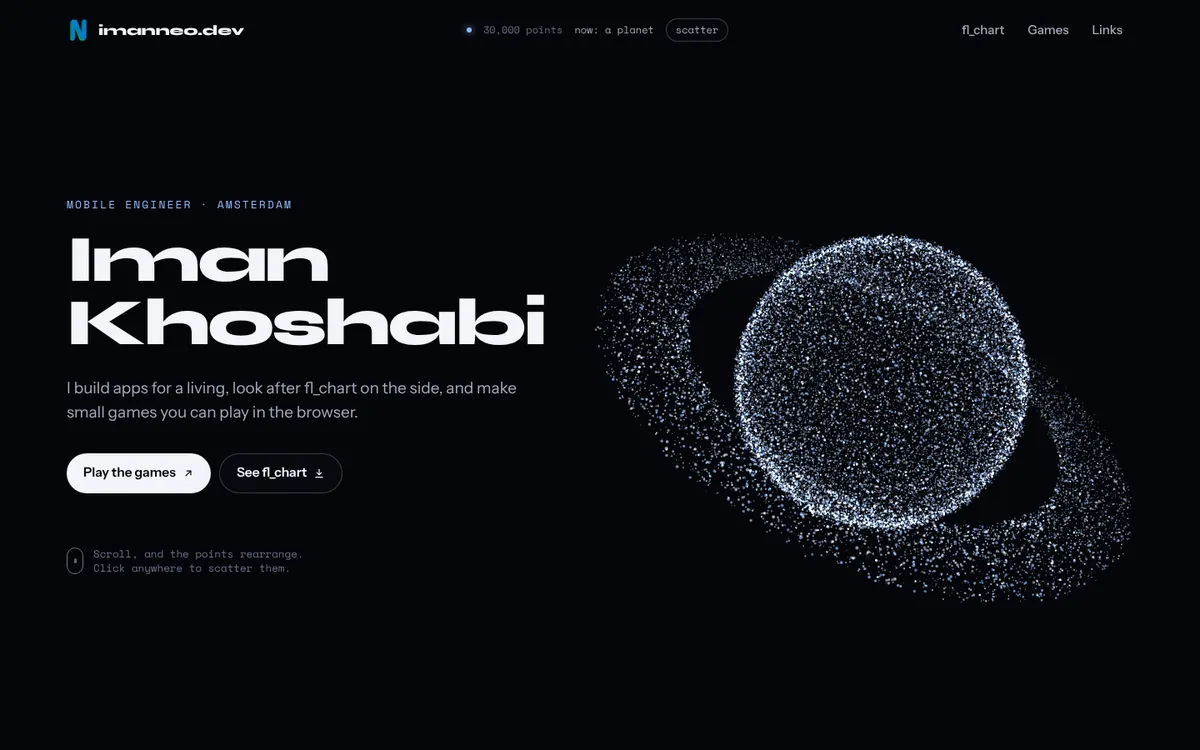 N imanneo.dev
30,000 points now: a planet scatter
fl_chart Games Links
MOBILE ENGINEER · AMSTERDAM
Iman
Khoshabi
I build apps for a living, look after fl_chart on the side, and make
small games you can play in the browser.
Play the games ↗
See fl_chart ↓
Scroll, and the points rearrange.
Click anywhere to scatter them.